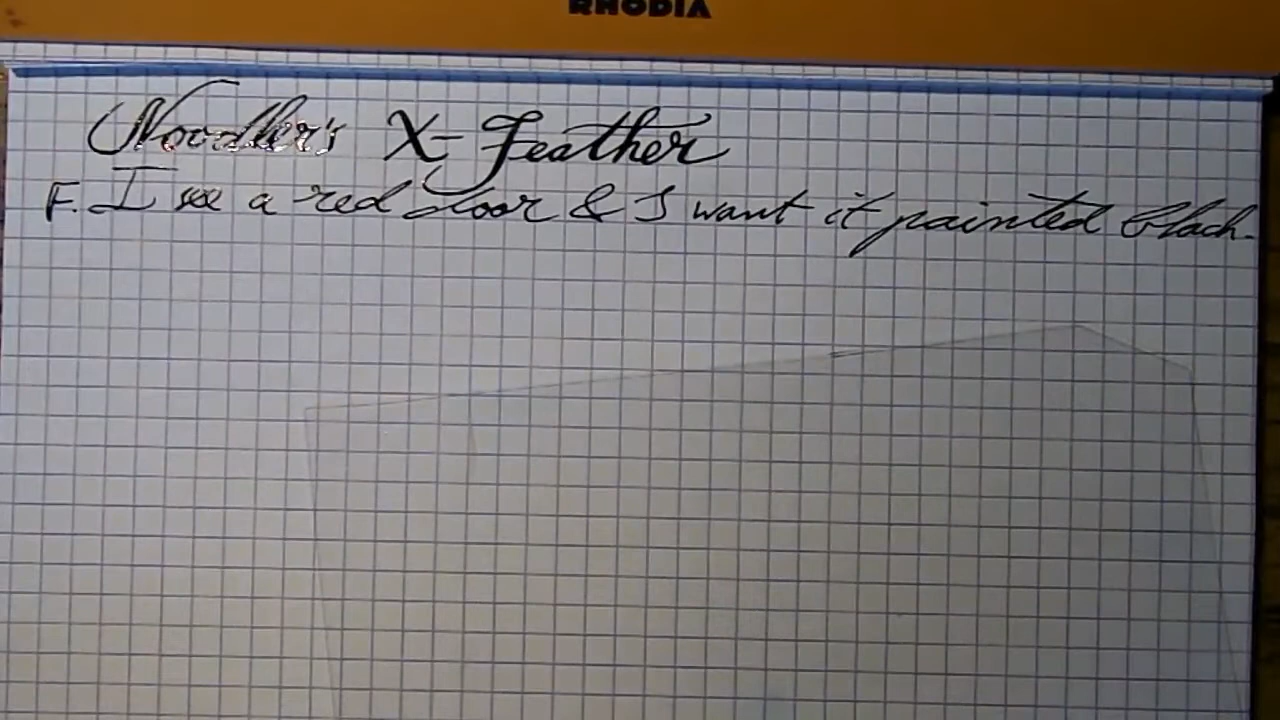 RHODIA
Noodler's X-Feather
F. I see a red door & I want it painted black.